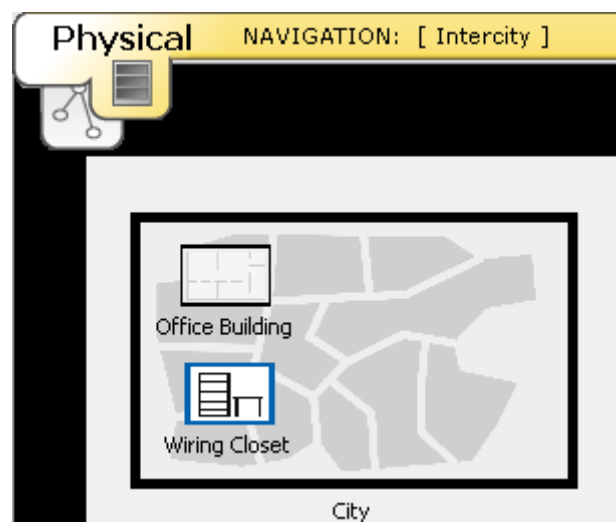 Physical NAVIGATION: [ Intercity ]
Office Building
Wiring Closet
City